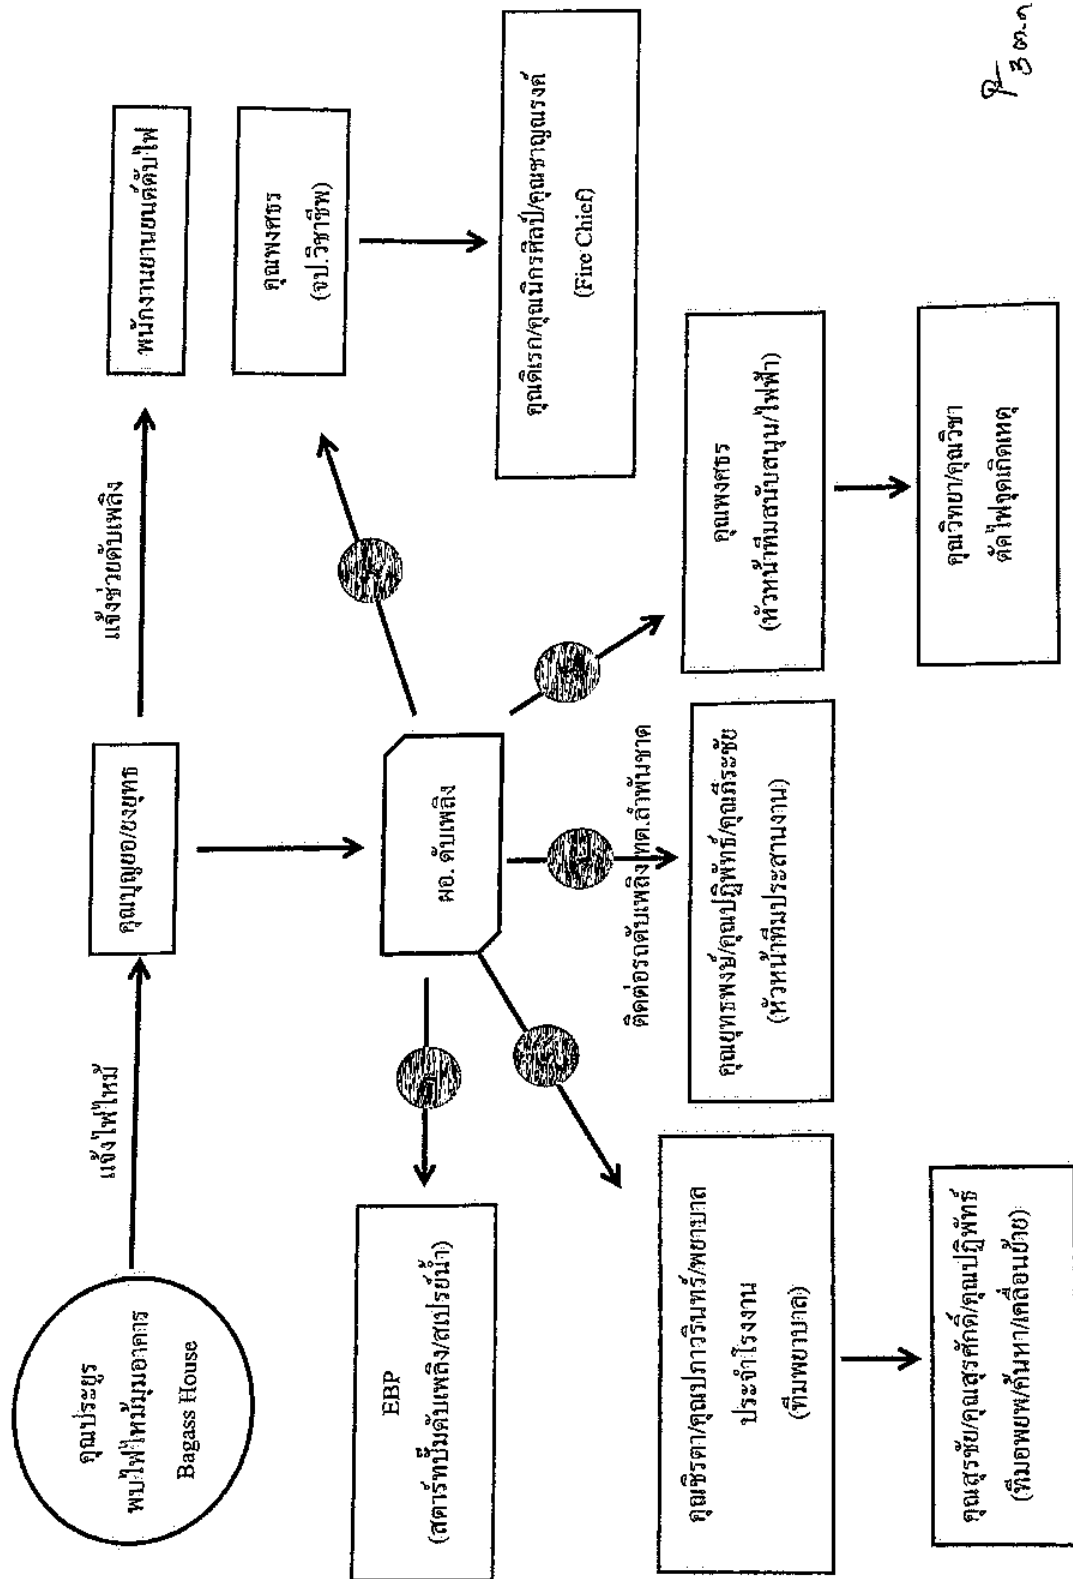 คุณประยูร
พบไฟไหม้มุมอาคาร
Bagass House
แจ้งไฟไหม้
คุณบุญยอ/ยงยุทธ
แจ้งช่วยดับเพลิง
พนักงานยานยนต์ดับไฟ
ผอ. ดับเพลิง
คุณพงศธร
(จป.วิชาชีพ)
คุณดิเรก/คุณนิกรศิลป์/คุณชาญณรงค์
(Fire Chief)
EBP
(สตาร์ทปั๊มดับเพลิง/สเปรย์น้ำ)
คุณชิรตา/คุณปภาวรินทร์/พยาบาล
ประจำโรงงาน
(ทีมพยาบาล)
คุณสุรชัย/คุณสุรศักดิ์/คุณปฏิพัทธ์
(ทีมอพยพ/ค้นหา/เคลื่อนย้าย)
ติดต่อรถดับเพลิง ทต.ลำพันชาด
คุณยุทธพงษ์/คุณปฏิพัทธ์/คุณภีระชัย
(หัวหน้าทีมประสานงาน)
คุณพงศธร
(หัวหน้าทีมสนับสนุน/ไฟฟ้า)
คุณวิทยา/คุณวิชา
ตัดไฟจุดเกิดเหตุ